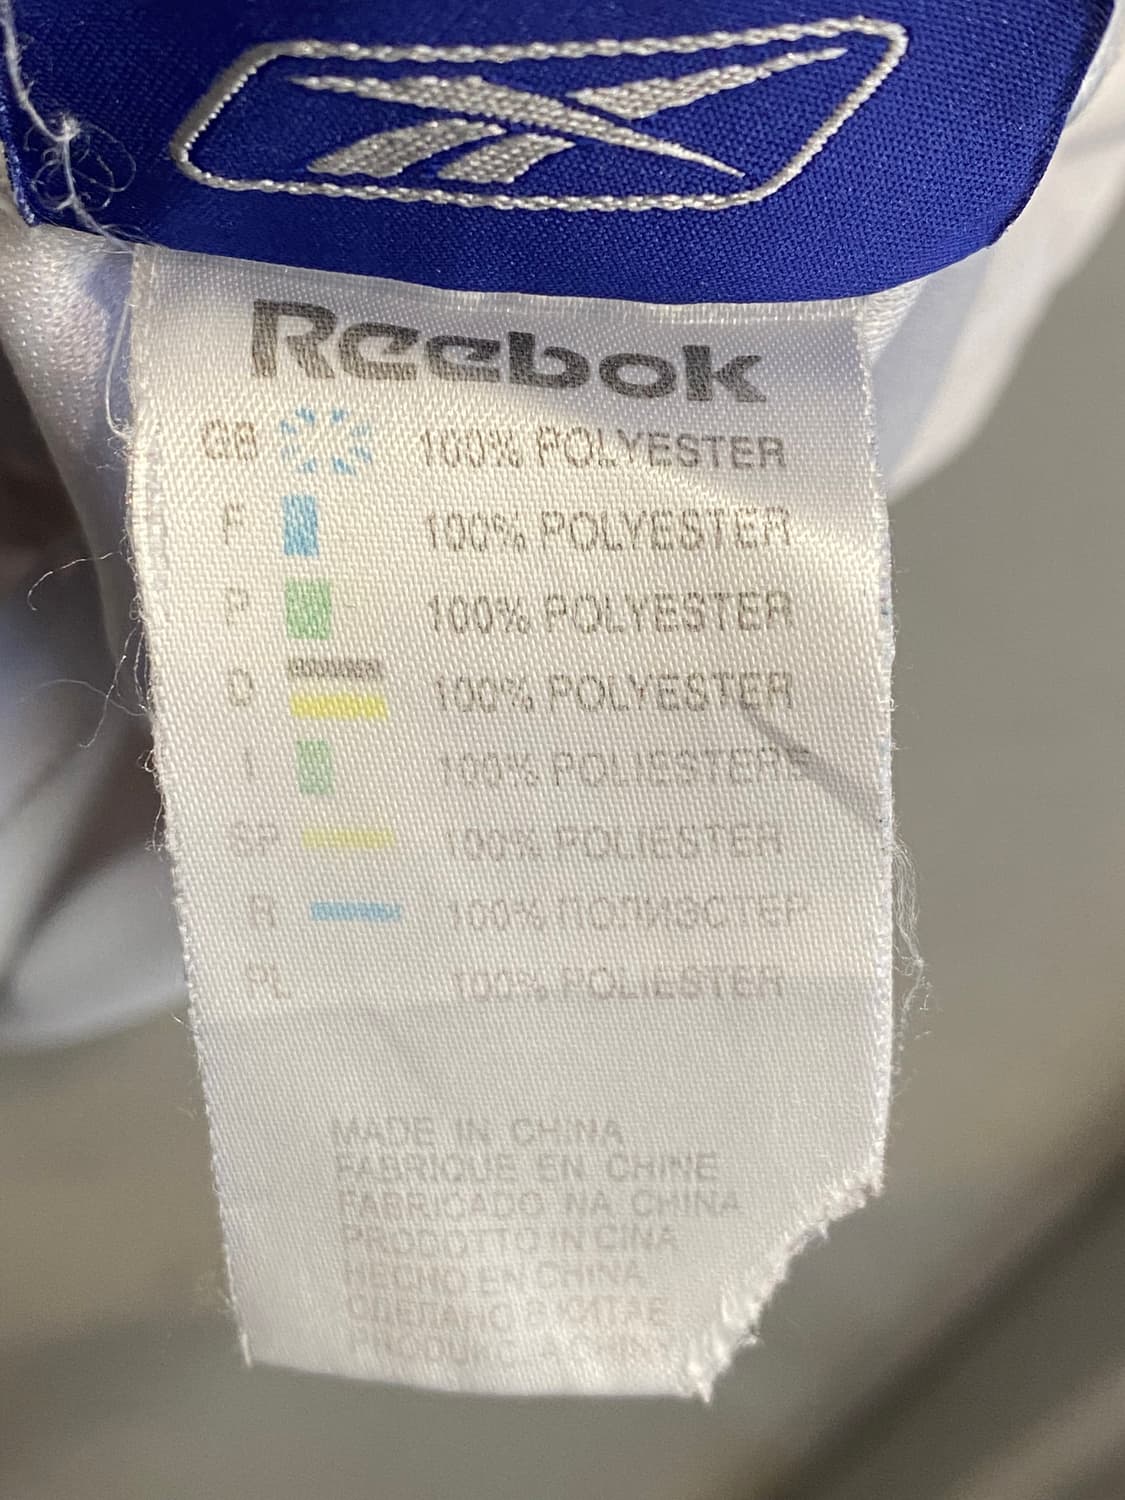 Reebok
GB 100% POLYESTER
F 100% POLYESTER
P 100% POLYESTER
D 100% POLYESTER
I 100% POLIESTERE
SP 100% POLIESTER
R 100% ПОЛИЭСТЕР
PL 100% POLIESTER
MADE IN CHINA
FABRIQUE EN CHINE
FABRICADO NA CHINA
PRODOTTO IN CINA
HECHO EN CHINA
СДЕЛАНО В КИТАЕ